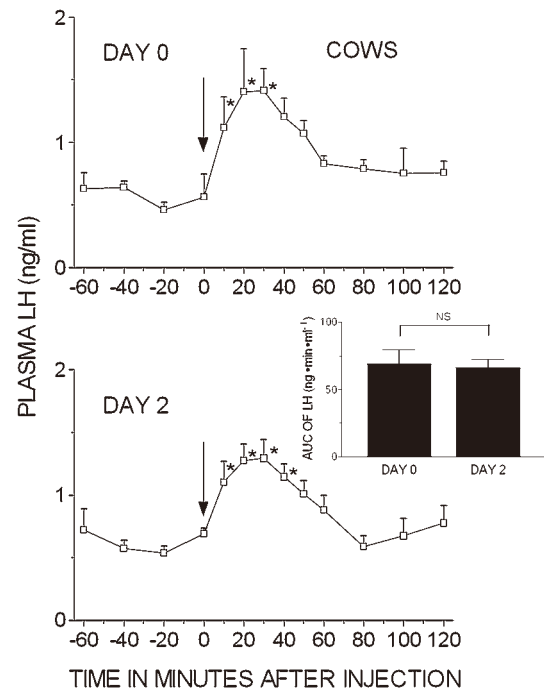 DAY 0
COWS
2
1
0
* * *
-60 -40 -20 0 20 40 60 80 100 120
PLASMA LH (ng/ml)
DAY 2
2
1
0
* * * *
-60 -40 -20 0 20 40 60 80 100 120
TIME IN MINUTES AFTER INJECTION
AUC OF LH (ng •min•ml⁻¹)
100
75
50
25
0
NS
DAY 0 DAY 2